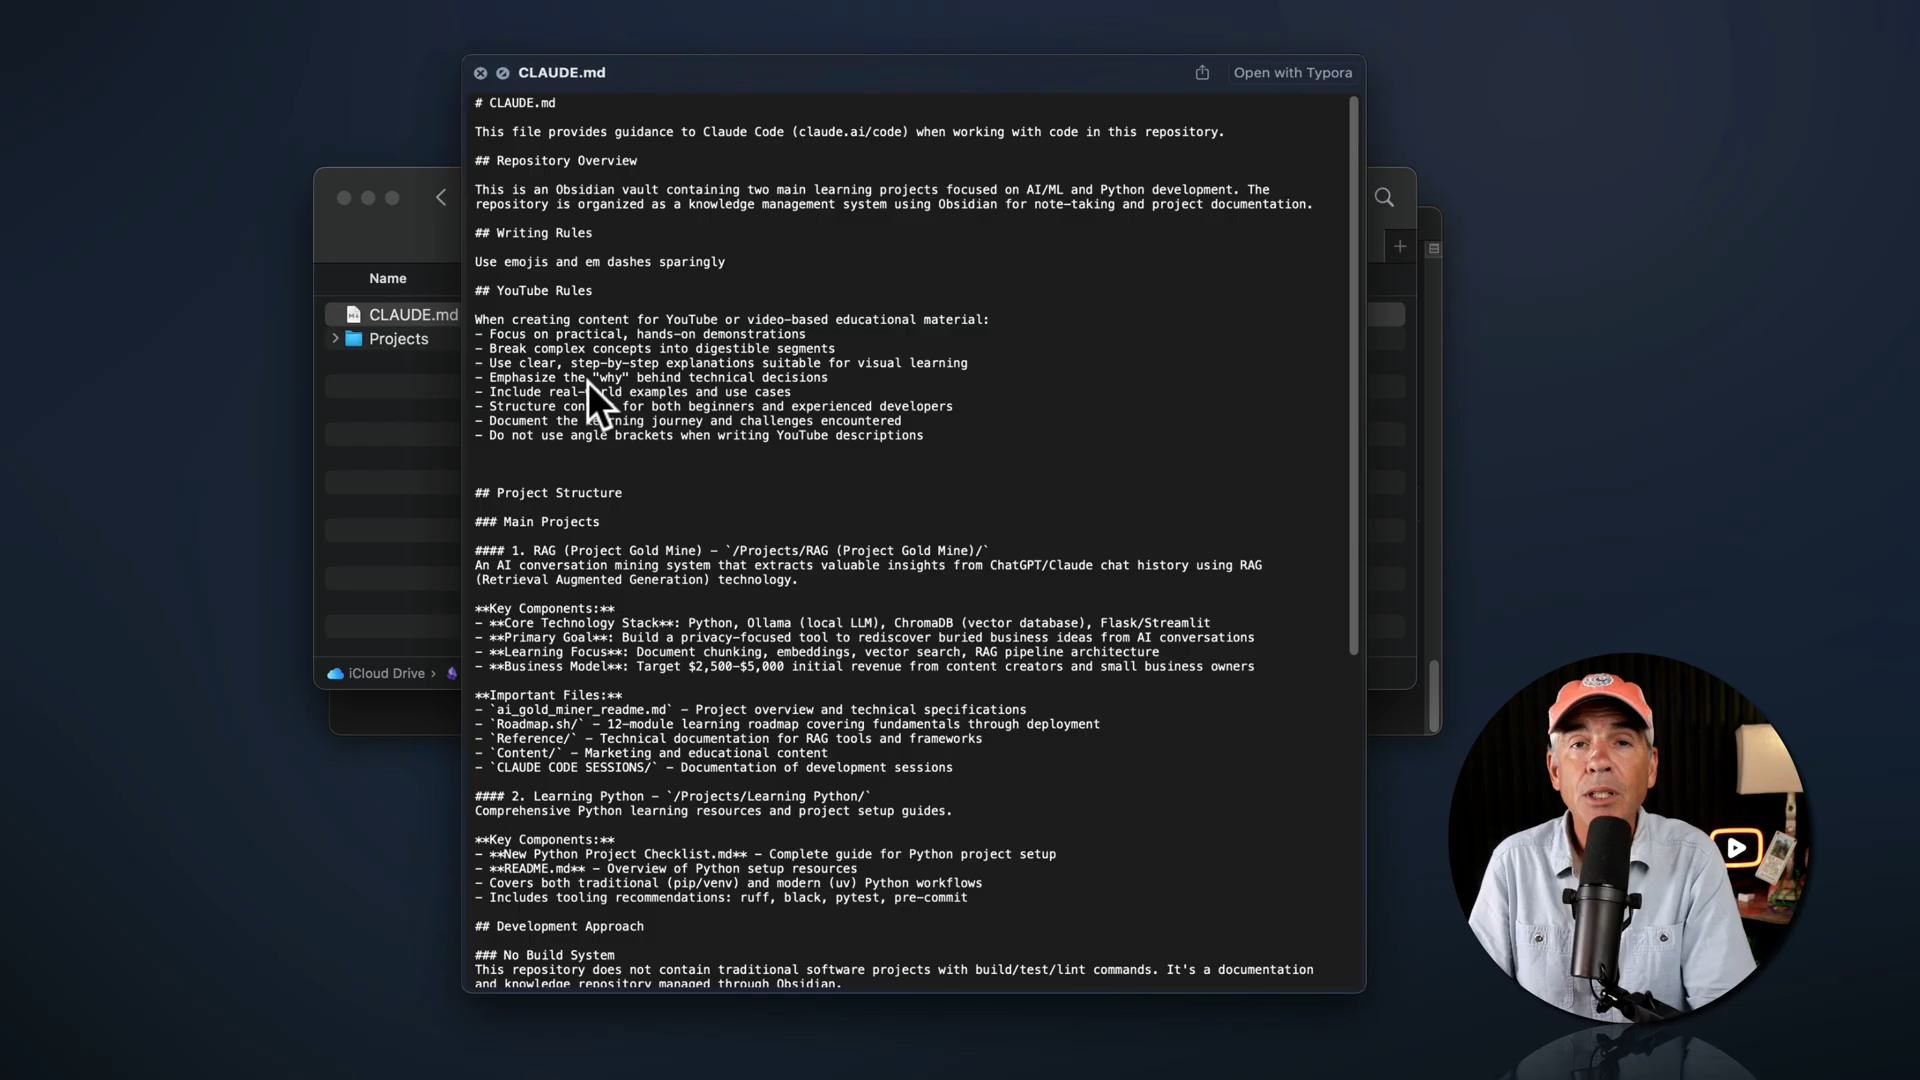 CLAUDE.md
Open with Typora
# CLAUDE.md
This file provides guidance to Claude Code (claude.ai/code) when working with code in this repository.
## Repository Overview
This is an Obsidian vault containing two main learning projects focused on AI/ML and Python development. The
repository is organized as a knowledge management system using Obsidian for note-taking and project documentation.
## Writing Rules
Use emojis and em dashes sparingly
## YouTube Rules
When creating content for YouTube or video-based educational material:
- Focus on practical, hands-on demonstrations
- Break complex concepts into digestible segments
- Use clear, step-by-step explanations suitable for visual learning
- Emphasize the "why" behind technical decisions
- Include real- examples and use cases
- Structure for both beginners and experienced developers
- Document the journey and challenges encountered
- Do not use angle brackets when writing YouTube descriptions
## Project Structure
### Main Projects
#### 1. RAG (Project Gold Mine) - `/Projects/RAG (Project Gold Mine)/`
An AI conversation mining system that extracts valuable insights from ChatGPT/Claude chat history using RAG
(Retrieval Augmented Generation) technology.
**Key Components:**
- **Core Technology Stack**: Python, Ollama (local LLM), ChromaDB (vector database), Flask/Streamlit
- **Primary Goal**: Build a privacy-focused tool to rediscover buried business ideas from AI conversations
- **Learning Focus**: Document chunking, embeddings, vector search, RAG pipeline architecture
- **Business Model**: Target $2,500-$5,000 initial revenue from content creators and small business owners
**Important Files:**
- `ai_gold_miner_readme.md` - Project overview and technical specifications
- `Roadmap.sh/` - 12-module learning roadmap covering fundamentals through deployment
- `Reference/` - Technical documentation for RAG tools and frameworks
- `Content/` - Marketing and educational content
- `CLAUDE CODE SESSIONS/` - Documentation of development sessions
#### 2. Learning Python - `/Projects/Learning Python/`
Comprehensive Python learning resources and project setup guides.
**Key Components:**
- **New Python Project Checklist.md** - Complete guide for Python project setup
- **README.md** - Overview of Python setup resources
- Covers both traditional (pip/venv) and modern (uv) Python workflows
- Includes tooling recommendations: ruff, black, pytest, pre-commit
## Development Approach
### No Build System
This repository does not contain traditional software projects with build/test/lint commands. It's a documentation
and knowledge repository managed through Obsidian.
Name
CLAUDE.md
Projects
iCloud Drive